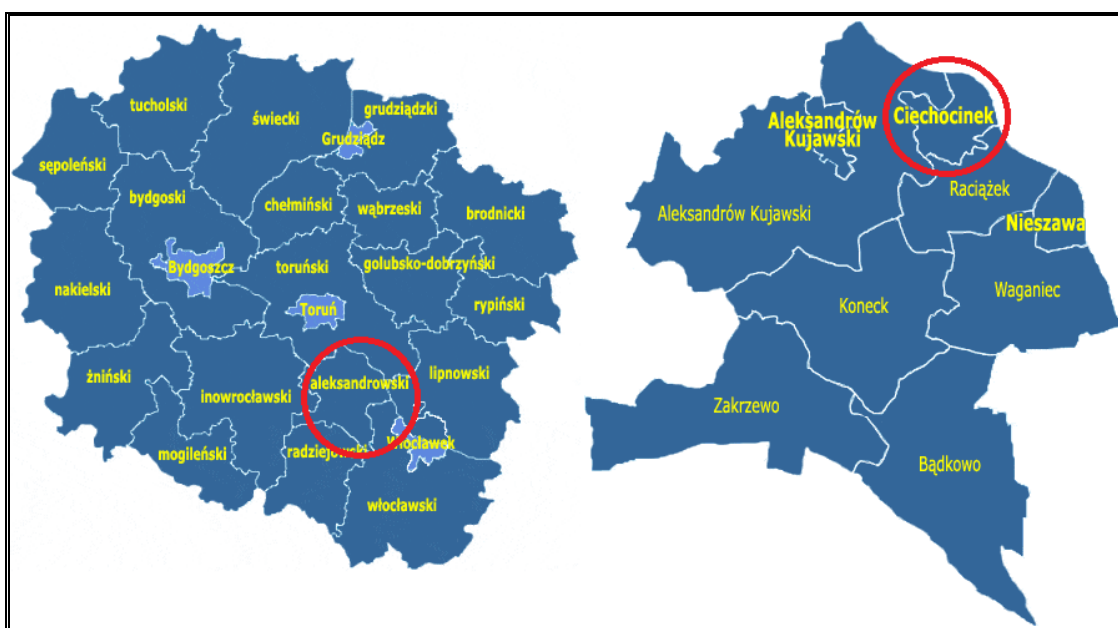 tucholski
świecki
grudziądzki
Grudziądz
sępoleński
bydgoski
chełmiński
wąbrzeski
brodnicki
Bydgoszcz
toruński
golubsko-dobrzyński
nakielski
Toruń
rypiński
żniński
inowrocławski
aleksandrowski
lipnowski
mogileński
radziejowski
Włocławek
włocławski
Aleksandrów
Kujawski
Ciechocinek
Raciążek
Aleksandrów Kujawski
Nieszawa
Koneck
Waganiec
Zakrzewo
Bądkowo